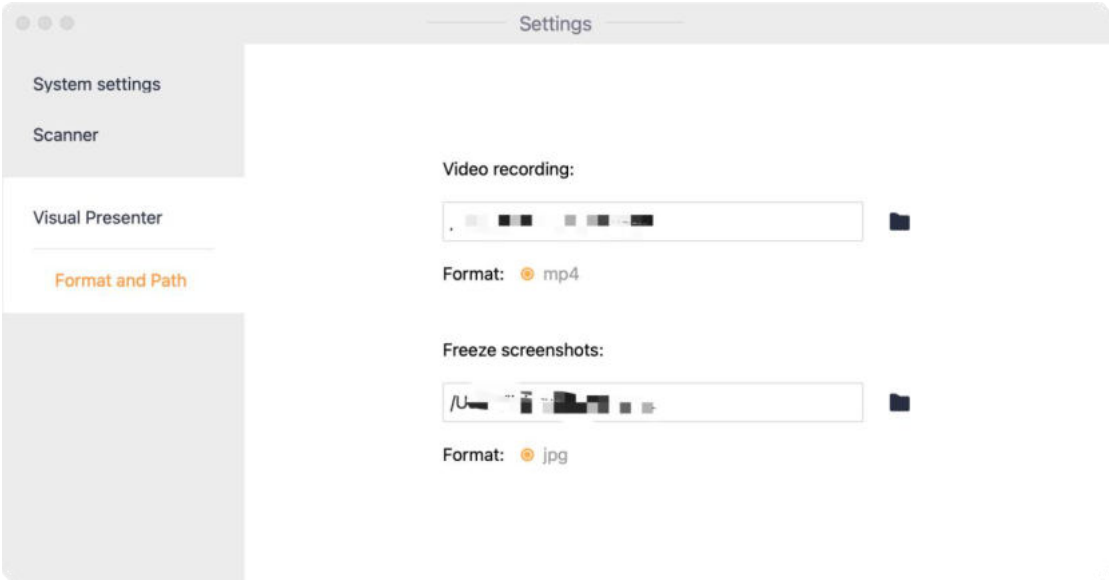 Settings
System settings
Scanner
Visual Presenter
Format and Path
Video recording:
Format: mp4
Freeze screenshots:
Format: jpg